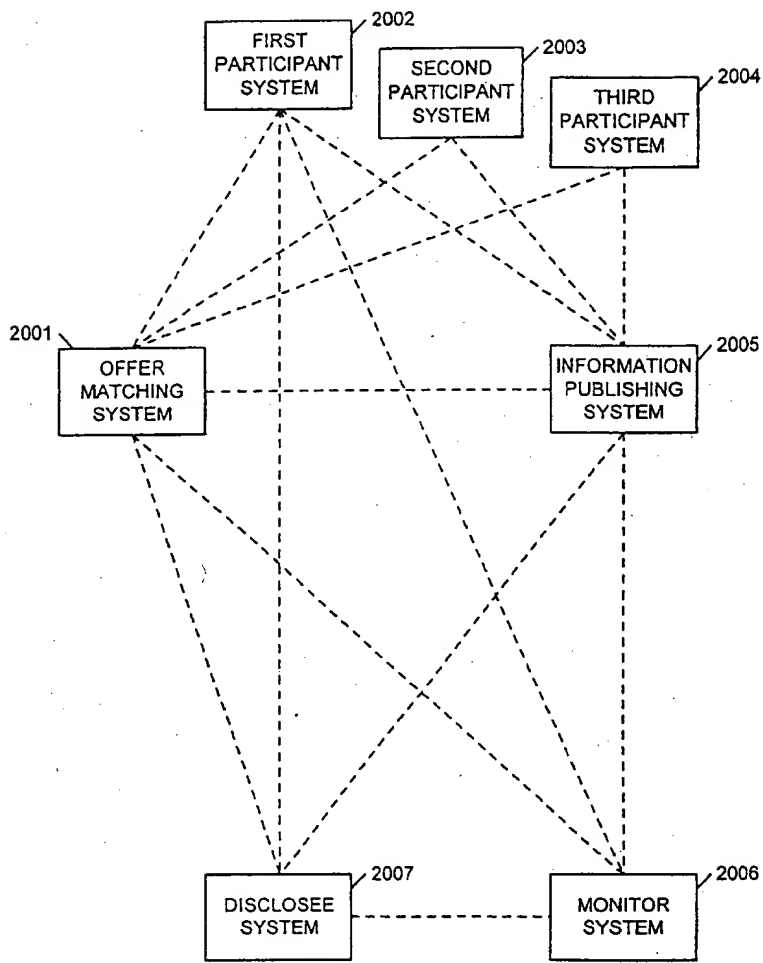 2002
FIRST
PARTICIPANT
SYSTEM
2003
SECOND
PARTICIPANT
SYSTEM
2004
THIRD
PARTICIPANT
SYSTEM
2001
OFFER
MATCHING
SYSTEM
2005
INFORMATION
PUBLISHING
SYSTEM
2007
DISCLOSEE
SYSTEM
2006
MONITOR
SYSTEM